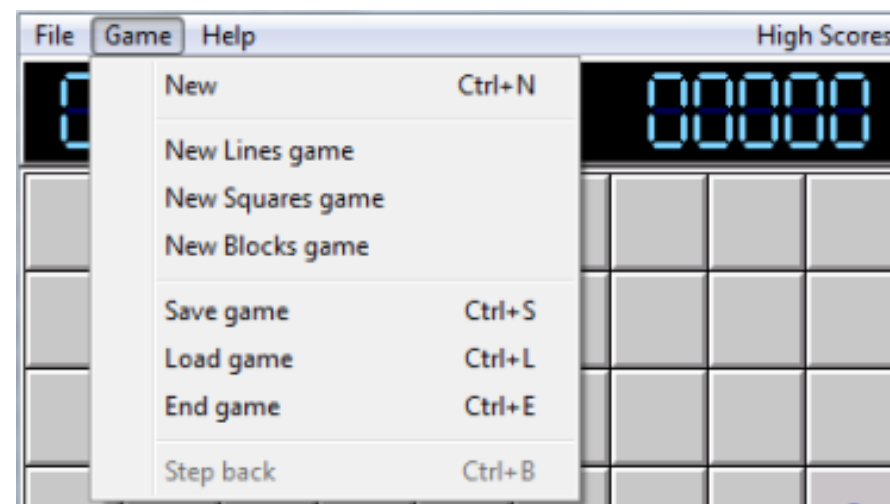 File Game Help High Scores
00000
New Ctrl+N
New Lines game
New Squares game
New Blocks game
Save game Ctrl+S
Load game Ctrl+L
End game Ctrl+E
Step back Ctrl+B